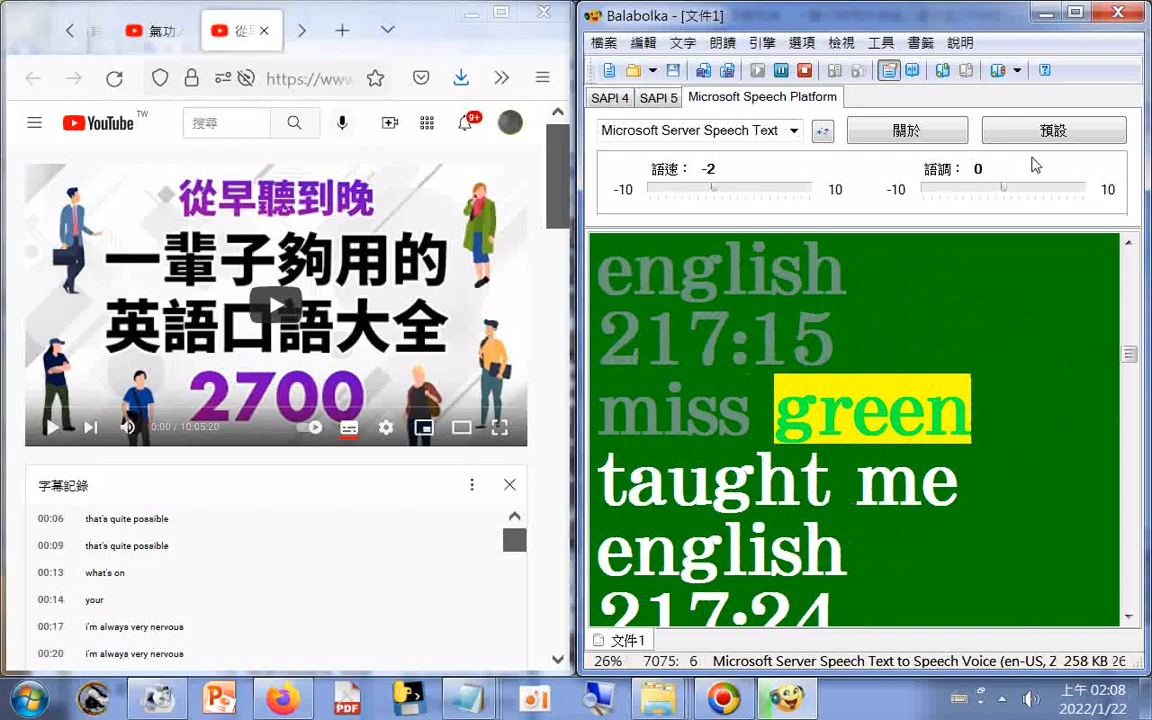 氣功
從
https://www
YouTube TW
搜尋
9+
從早聽到晚
一輩子夠用的
英語口語大全
2700
0:00 / 10:05:20
字幕記錄
00:06 that's quite possible
00:09 that's quite possible
00:13 what's on
00:14 your
00:17 i'm always very nervous
00:20 i'm always very nervous
Balabolka - [文件1]
檔案 編輯 文字 朗讀 引擎 選項 檢視 工具 書籤 說明
SAPI 4 SAPI 5 Microsoft Speech Platform
Microsoft Server Speech Text 關於 預設
語速： -2 語調： 0
-10 10 -10 10
english
217:15
miss green
taught me
english
217:24
文件1
26% 7075: 6 Microsoft Server Speech Text to Speech Voice (en-US, Z 258 KB 26
PDF
上午 02:08
2022/1/22